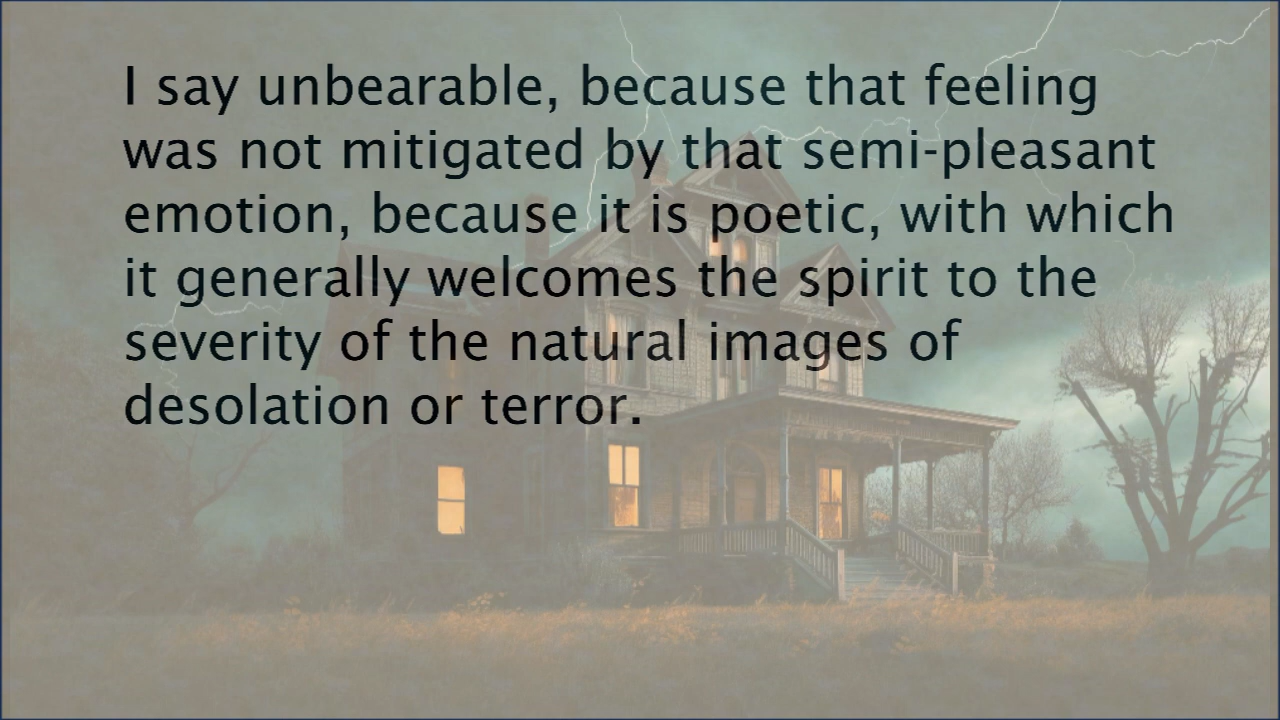 I say unbearable, because that feeling
was not mitigated by that semi-pleasant
emotion, because it is poetic, with which
it generally welcomes the spirit to the
severity of the natural images of
desolation or terror.